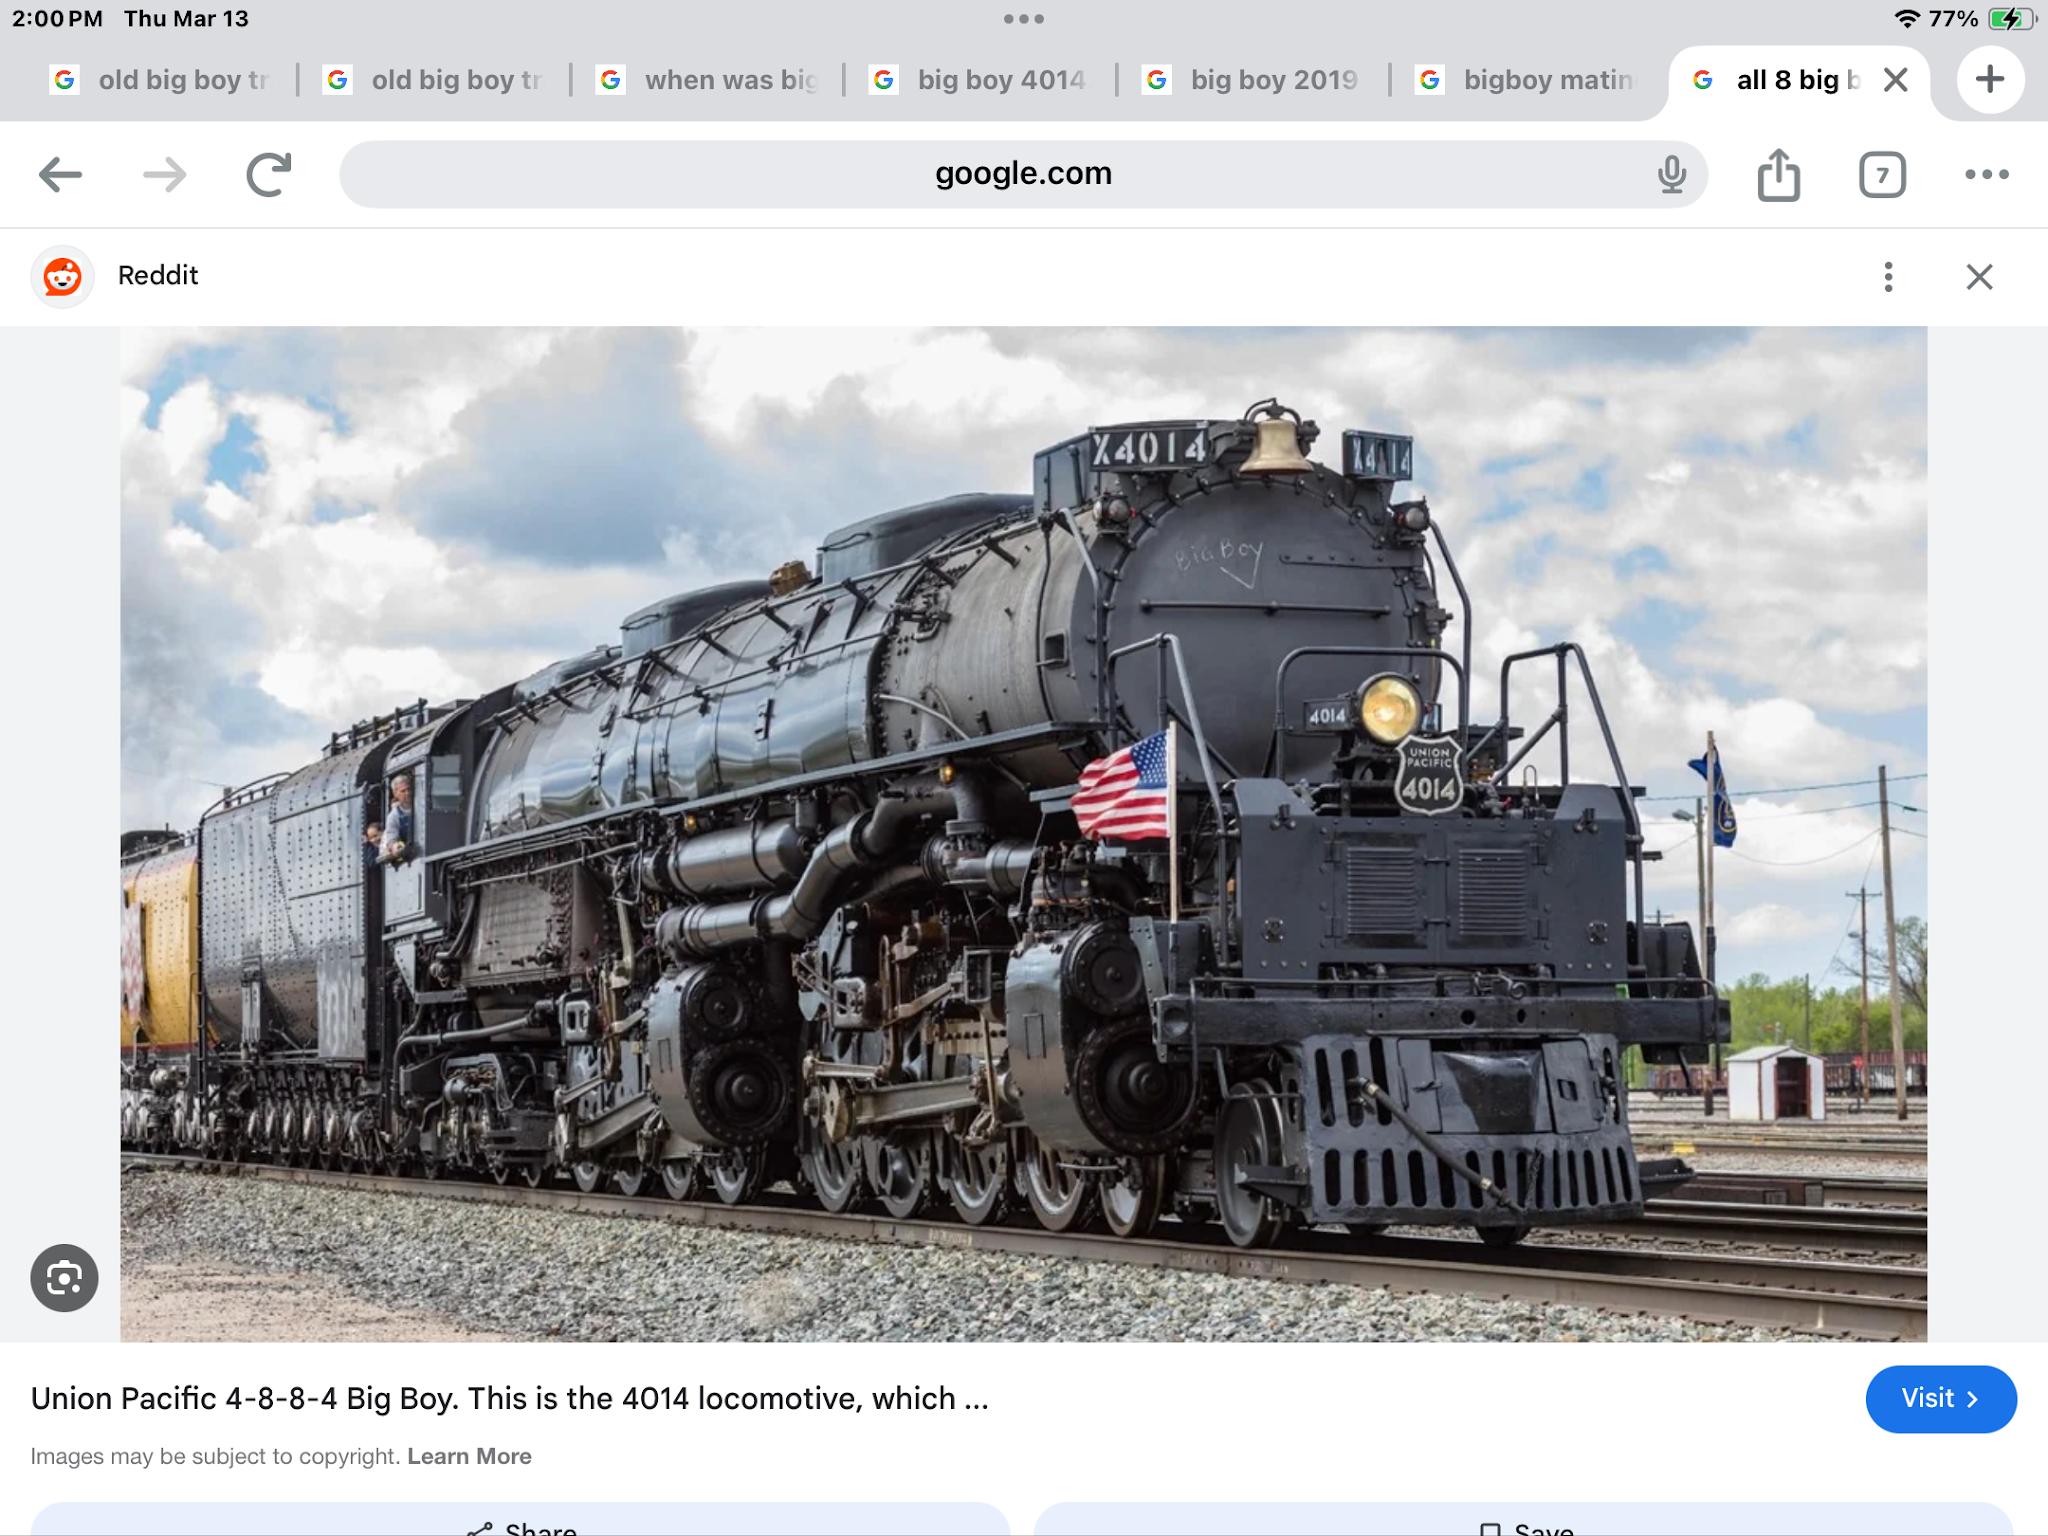 2:00 PM Thu Mar 13
77%
old big boy tr
old big boy tr
when was big
big boy 4014
big boy 2019
bigboy matin
all 8 big b
google.com
7
Reddit
X4014
X4014
Big Boy
4014
UNION
PACIFIC
4014
Union Pacific 4-8-8-4 Big Boy. This is the 4014 locomotive, which ...
Visit
Images may be subject to copyright. Learn More
Share
Save